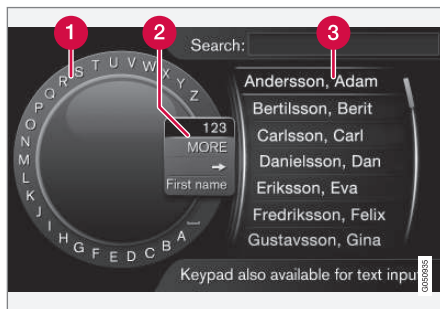 1
2
3
Search:
A B C D E F G H I J K L M N O P Q R S T U V W X Y Z
123
MORE
→
First name
Andersson, Adam
Bertilsson, Berit
Carlsson, Carl
Danielsson, Dan
Eriksson, Eva
Fredriksson, Felix
Gustavsson, Gina
Keypad also available for text input
G050935